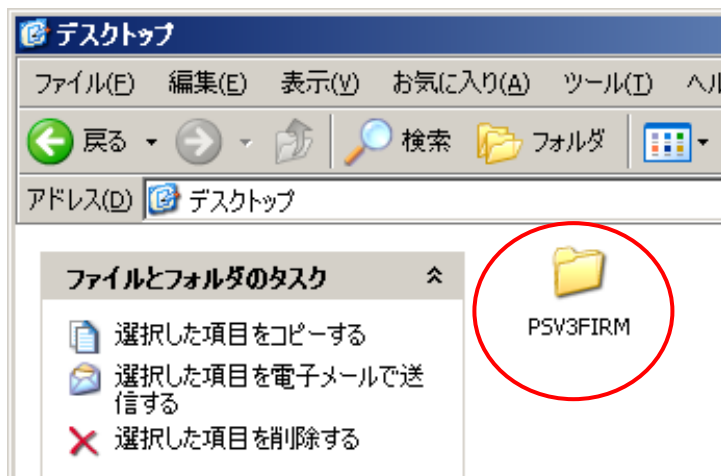 デスクトップ
ファイル(F) 編集(E) 表示(V) お気に入り(A) ツール(T) ヘル
戻る 検索 フォルダ
アドレス(D) デスクトップ
ファイルとフォルダのタスク
選択した項目をコピーする
選択した項目を電子メールで送
信する
選択した項目を削除する
PSV3FIRM